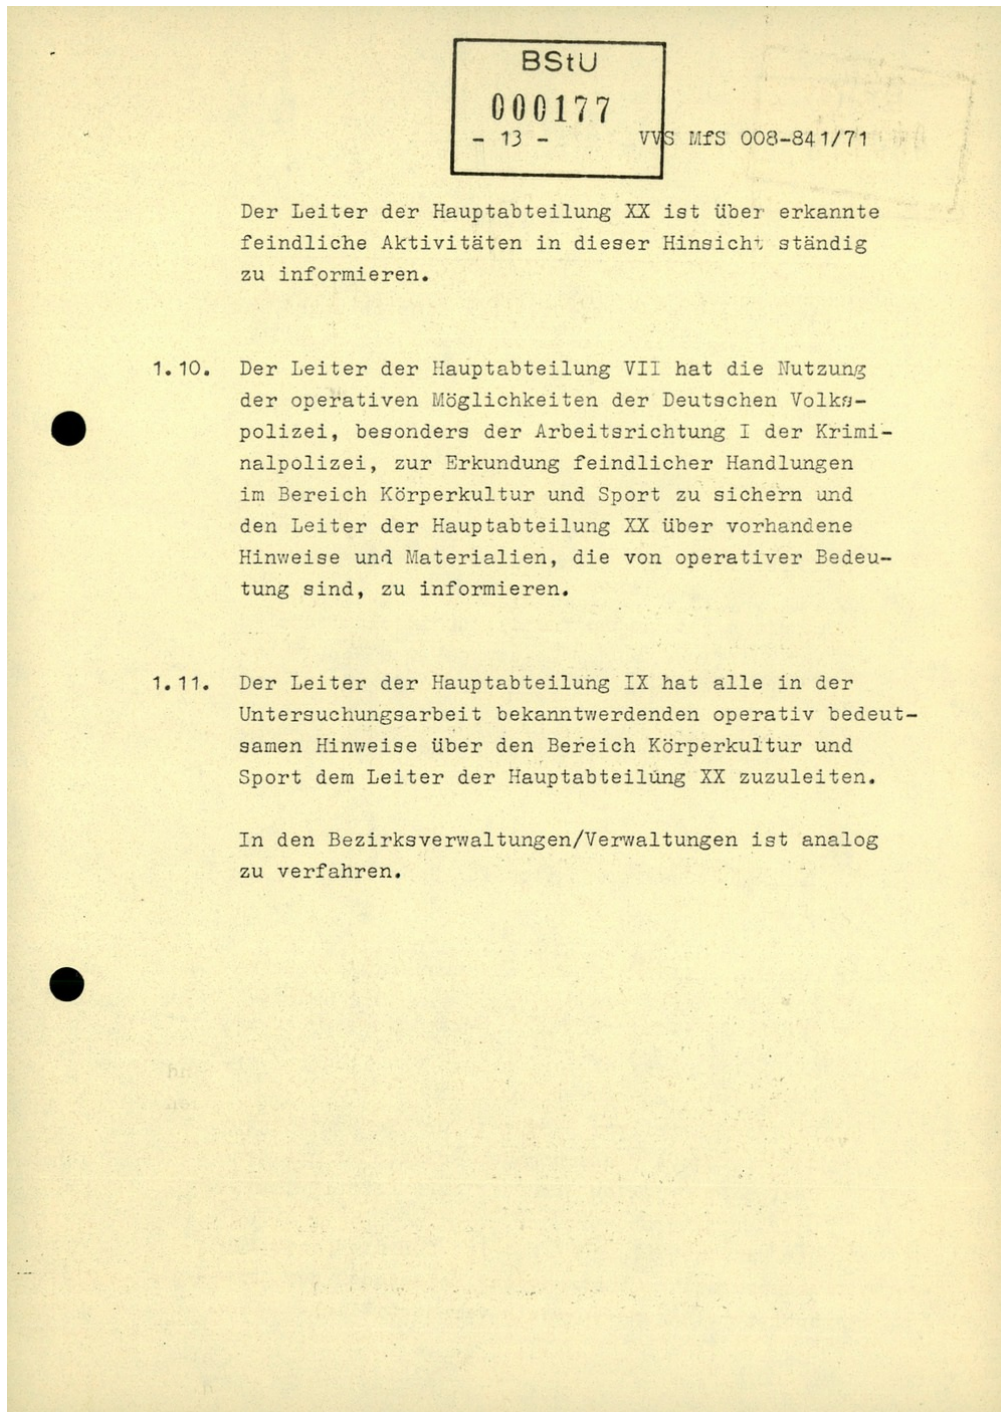 BStU
000177
- 13 - VVS MfS 008-841/71
Der Leiter der Hauptabteilung XX ist über erkannte
feindliche Aktivitäten in dieser Hinsicht ständig
zu informieren.
1.10. Der Leiter der Hauptabteilung VII hat die Nutzung
der operativen Möglichkeiten der Deutschen Volks-
polizei, besonders der Arbeitsrichtung I der Krimi-
nalpolizei, zur Erkundung feindlicher Handlungen
im Bereich Körperkultur und Sport zu sichern und
den Leiter der Hauptabteilung XX über vorhandene
Hinweise und Materialien, die von operativer Bedeu-
tung sind, zu informieren.
1.11. Der Leiter der Hauptabteilung IX hat alle in der
Untersuchungsarbeit bekanntwerdenden operativ bedeut-
samen Hinweise über den Bereich Körperkultur und
Sport dem Leiter der Hauptabteilung XX zuzuleiten.
In den Bezirksverwaltungen/Verwaltungen ist analog
zu verfahren.